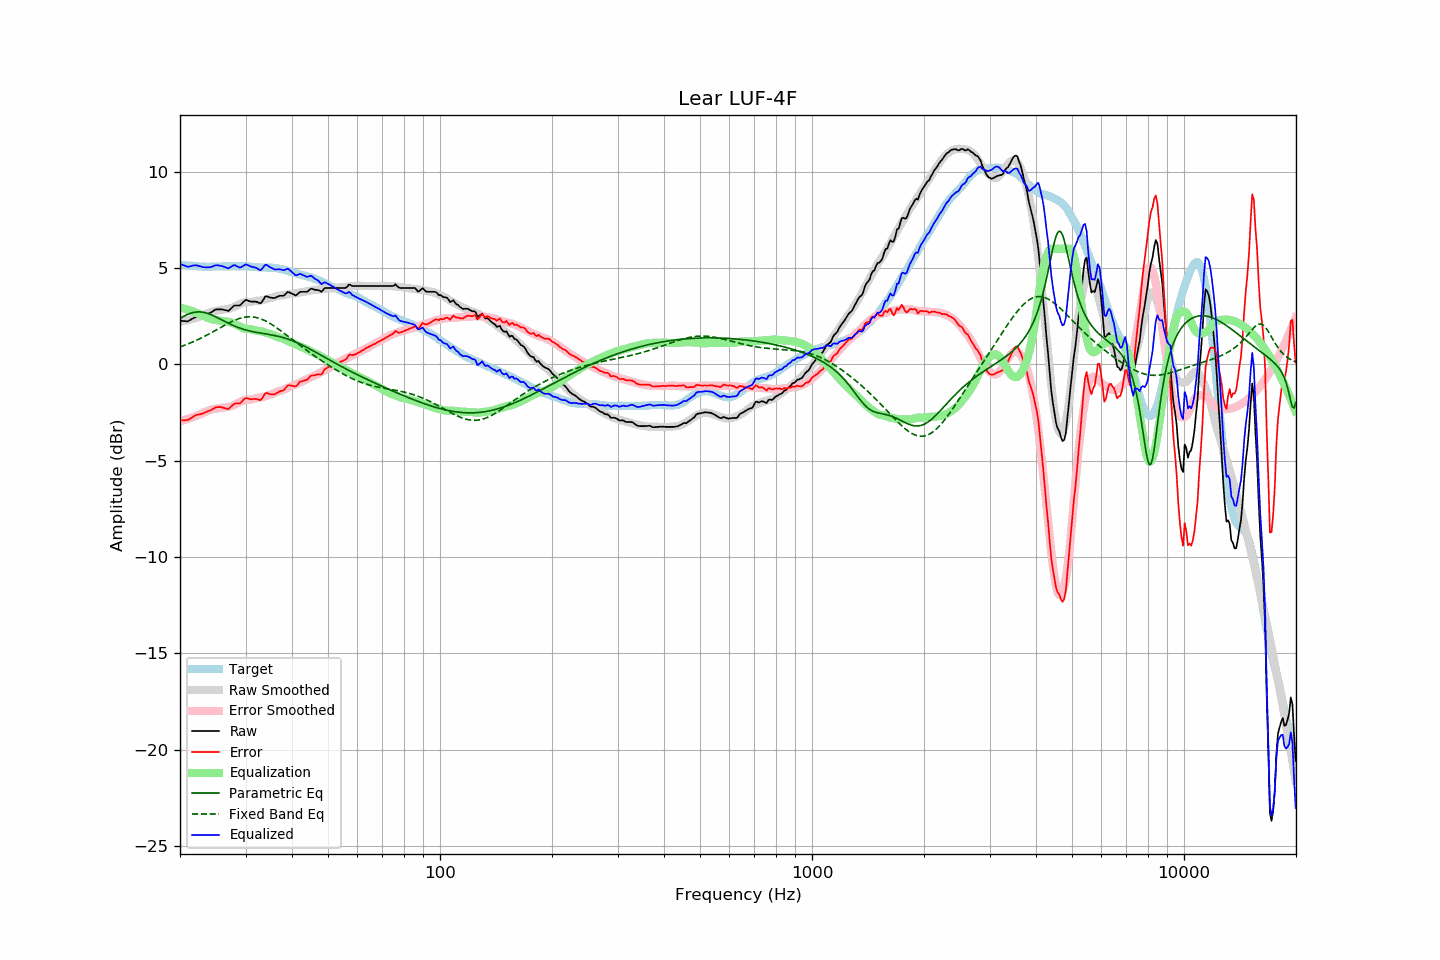 Lear LUF-4F
Amplitude (dBr)
10
5
0
−5
−10
−15
−20
−25
Target
Raw Smoothed
Error Smoothed
Raw
Error
Equalization
Parametric Eq
Fixed Band Eq
Equalized
100
1000
10000
Frequency (Hz)